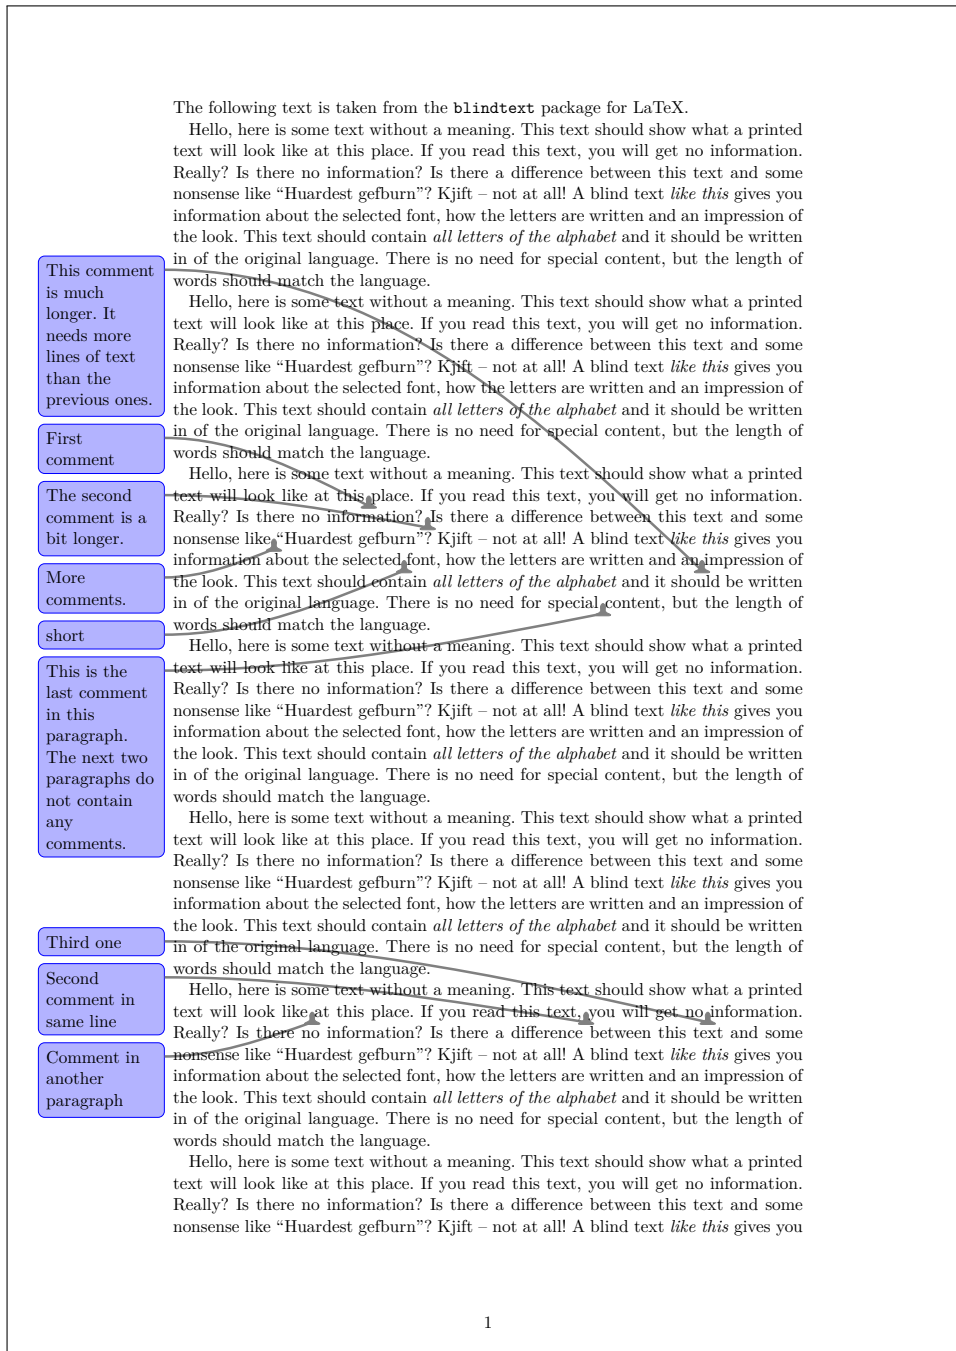 The following text is taken from the blindtext package for LaTeX.
Hello, here is some text without a meaning. This text should show what a printed
text will look like at this place. If you read this text, you will get no information.
Really? Is there no information? Is there a difference between this text and some
nonsense like “Huardest gefburn”? Kjift – not at all! A blind text like this gives you
information about the selected font, how the letters are written and an impression of
the look. This text should contain all letters of the alphabet and it should be written
in of the original language. There is no need for special content, but the length of
words should match the language.
Hello, here is some text without a meaning. This text should show what a printed
text will look like at this place. If you read this text, you will get no information.
Really? Is there no information? Is there a difference between this text and some
nonsense like “Huardest gefburn”? Kjift – not at all! A blind text like this gives you
information about the selected font, how the letters are written and an impression of
the look. This text should contain all letters of the alphabet and it should be written
in of the original language. There is no need for special content, but the length of
words should match the language.
Hello, here is some text without a meaning. This text should show what a printed
text will look like at this place. If you read this text, you will get no information.
Really? Is there no information? Is there a difference between this text and some
nonsense like “Huardest gefburn”? Kjift – not at all! A blind text like this gives you
information about the selected font, how the letters are written and an impression of
the look. This text should contain all letters of the alphabet and it should be written
in of the original language. There is no need for special content, but the length of
words should match the language.
Hello, here is some text without a meaning. This text should show what a printed
text will look like at this place. If you read this text, you will get no information.
Really? Is there no information? Is there a difference between this text and some
nonsense like “Huardest gefburn”? Kjift – not at all! A blind text like this gives you
information about the selected font, how the letters are written and an impression of
the look. This text should contain all letters of the alphabet and it should be written
in of the original language. There is no need for special content, but the length of
words should match the language.
Hello, here is some text without a meaning. This text should show what a printed
text will look like at this place. If you read this text, you will get no information.
Really? Is there no information? Is there a difference between this text and some
nonsense like “Huardest gefburn”? Kjift – not at all! A blind text like this gives you
information about the selected font, how the letters are written and an impression of
the look. This text should contain all letters of the alphabet and it should be written
in of the original language. There is no need for special content, but the length of
words should match the language.
Hello, here is some text without a meaning. This text should show what a printed
text will look like at this place. If you read this text, you will get no information.
Really? Is there no information? Is there a difference between this text and some
nonsense like “Huardest gefburn”? Kjift – not at all! A blind text like this gives you
information about the selected font, how the letters are written and an impression of
the look. This text should contain all letters of the alphabet and it should be written
in of the original language. There is no need for special content, but the length of
words should match the language.
Hello, here is some text without a meaning. This text should show what a printed
text will look like at this place. If you read this text, you will get no information.
Really? Is there no information? Is there a difference between this text and some
nonsense like “Huardest gefburn”? Kjift – not at all! A blind text like this gives you
This comment
is much
longer. It
needs more
lines of text
than the
previous ones.
First
comment
The second
comment is a
bit longer.
More
comments.
short
This is the
last comment
in this
paragraph.
The next two
paragraphs do
not contain
any
comments.
Third one
Second
comment in
same line
Comment in
another
paragraph
1